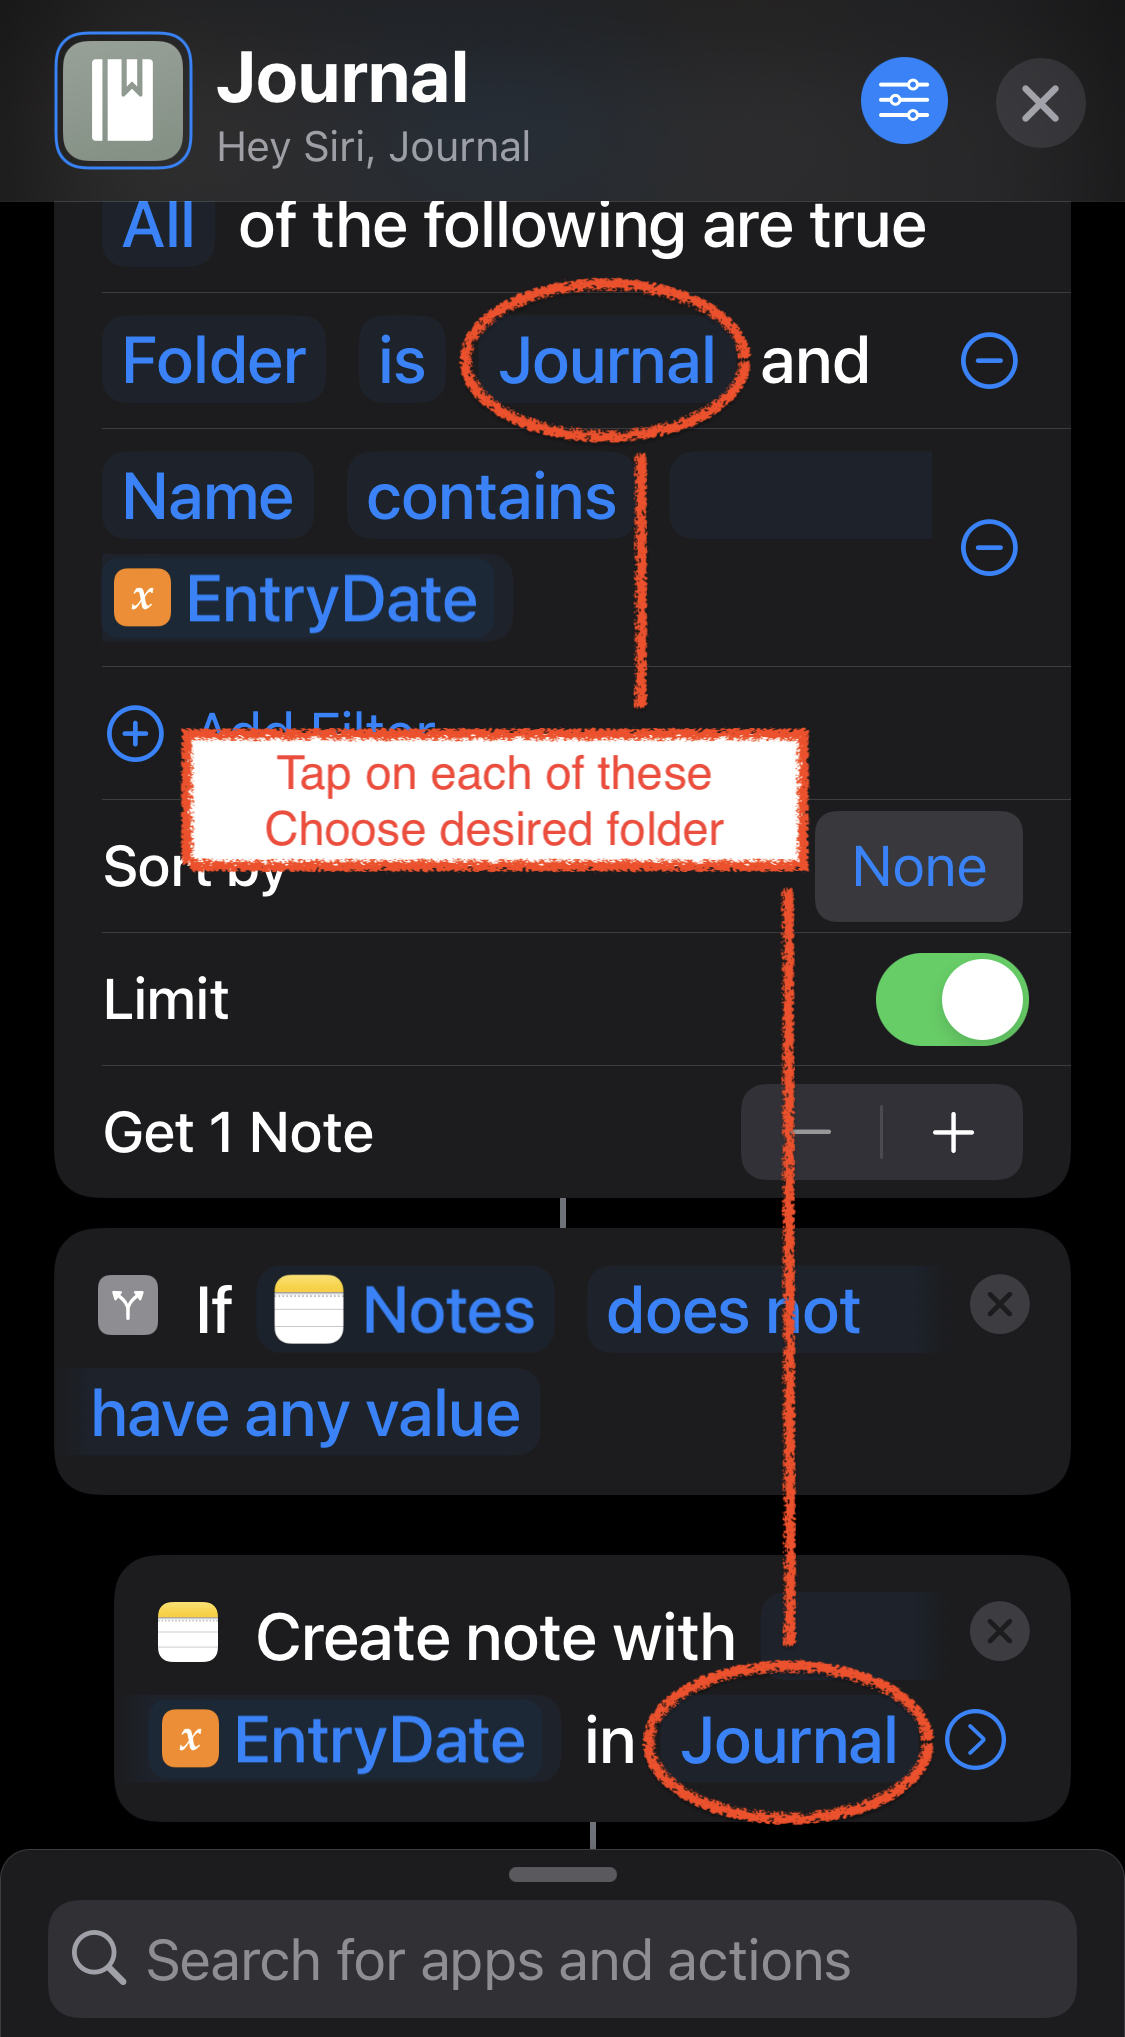 Journal
Hey Siri, Journal
All of the following are true
Folder is Journal and
Name contains
x EntryDate
Add Filter
Tap on each of these
Choose desired folder
Sort by None
Limit
Get 1 Note
If Notes does not
have any value
Create note with
x EntryDate in Journal
Search for apps and actions